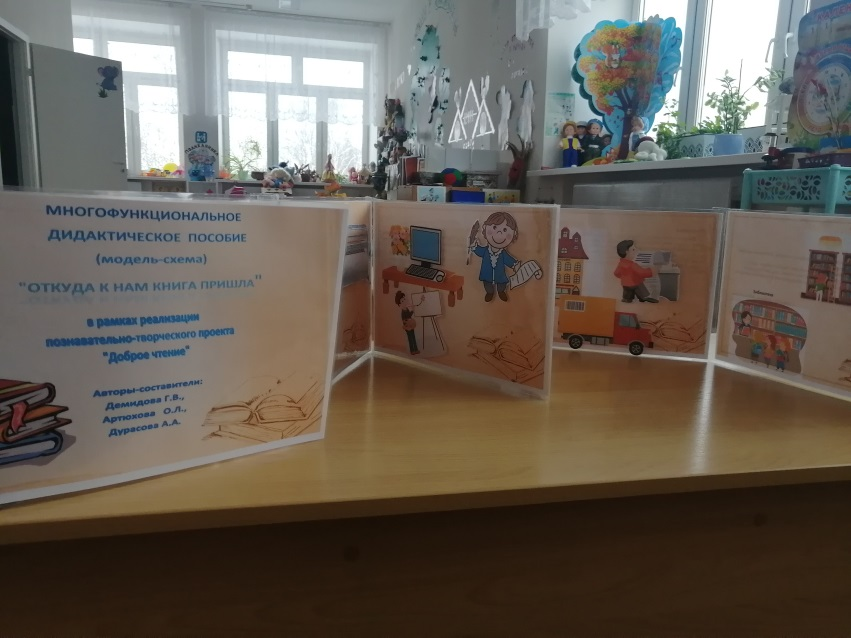 МНОГОФУНКЦИОНАЛЬНОЕ
ДИДАКТИЧЕСКОЕ ПОСОБИЕ
(модель-схема)
"ОТКУДА К НАМ КНИГА ПРИШЛА"
в рамках реализации
познавательно-творческого проекта
"Доброе чтение"
Авторы-составители:
Демидова Г.В.,
Артюхова О.Л.,
Дурасова А.А.